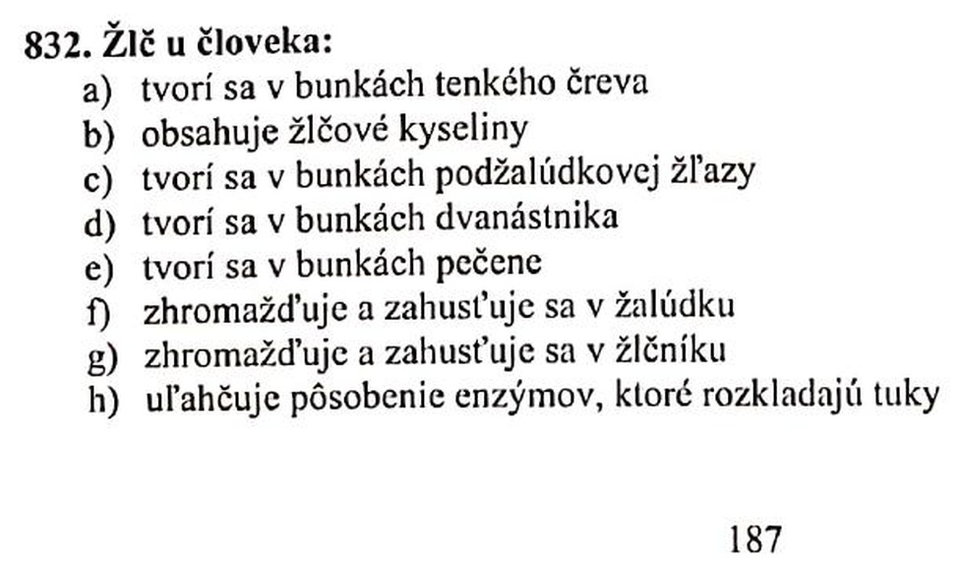 832. Žlč u človeka:
a) tvorí sa v bunkách tenkého čreva
b) obsahuje žlčové kyseliny
c) tvorí sa v bunkách podžalúdkovej žľazy
d) tvorí sa v bunkách dvanástnika
e) tvorí sa v bunkách pečene
f) zhromažďuje a zahusťuje sa v žalúdku
g) zhromažďuje a zahusťuje sa v žlčníku
h) uľahčuje pôsobenie enzýmov, ktoré rozkladajú tuky
187